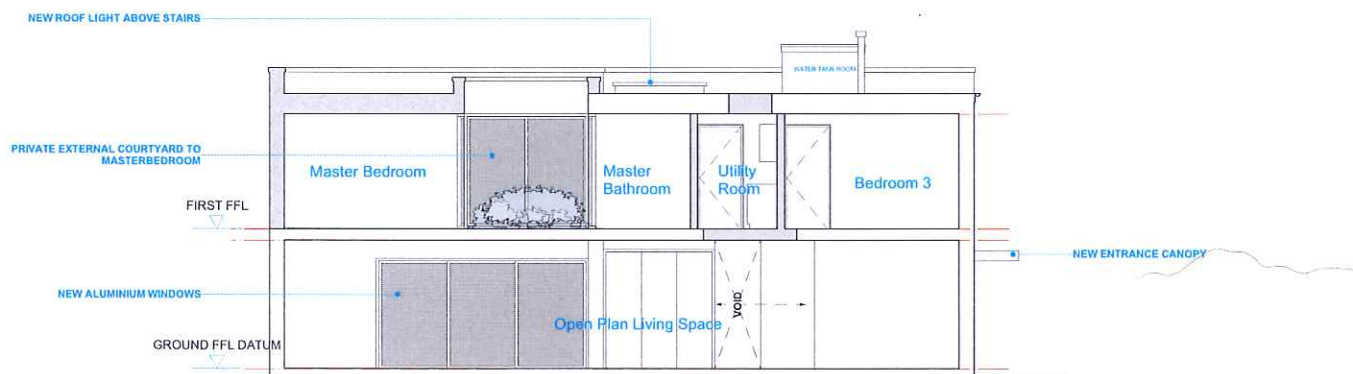 NEW ROOF LIGHT ABOVE STAIRS
WATER TANK ROOM
PRIVATE EXTERNAL COURTYARD TO
MASTERBEDROOM
Master Bedroom
Master
Bathroom
Utility
Room
Bedroom 3
FIRST FFL
NEW ENTRANCE CANOPY
NEW ALUMINIUM WINDOWS
VOID
Open Plan Living Space
GROUND FFL DATUM